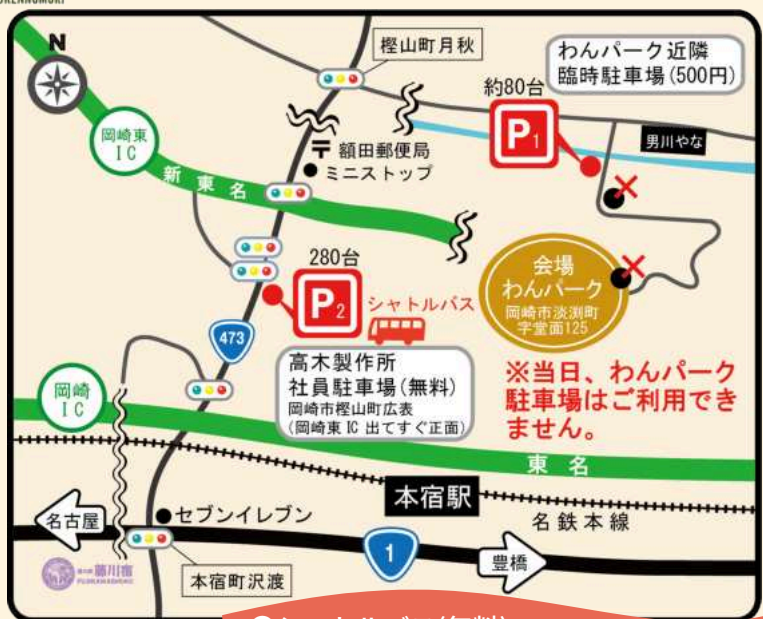 N
樫山町月秋
わんパーク近隣
臨時駐車場(500円)
約80台
P1
岡崎東
IC
〒額田郵便局
ミニストップ
男川やな
新東名
280台
P2
シャトルバス
会場
わんパーク
岡崎市淡渕町
字堂面125
473
高木製作所
社員駐車場(無料)
岡崎市樫山町広表
(岡崎東IC 出てすぐ正面)
※当日、わんパーク
駐車場はご利用でき
ません。
岡崎
IC
東名
本宿駅
名鉄本線
セブンイレブン
名古屋
1
豊橋
藤川宿
本宿町沢渡